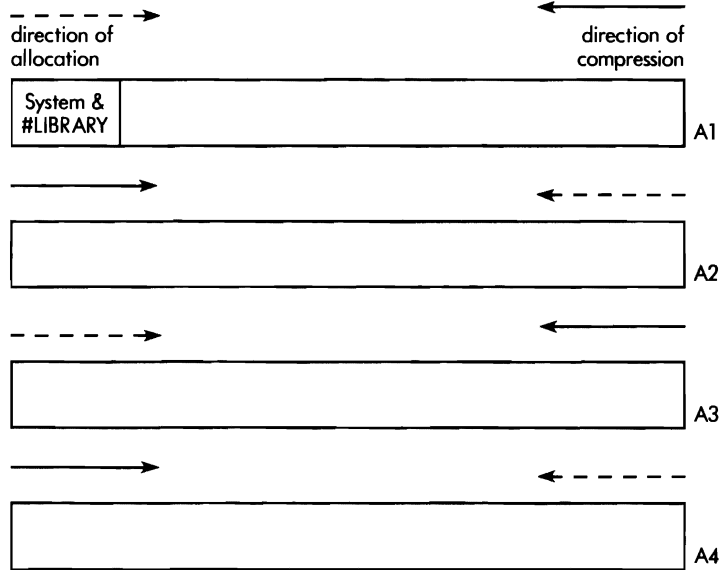 direction of
allocation
direction of
compression
System &
#LIBRARY
A1
A2
A3
A4